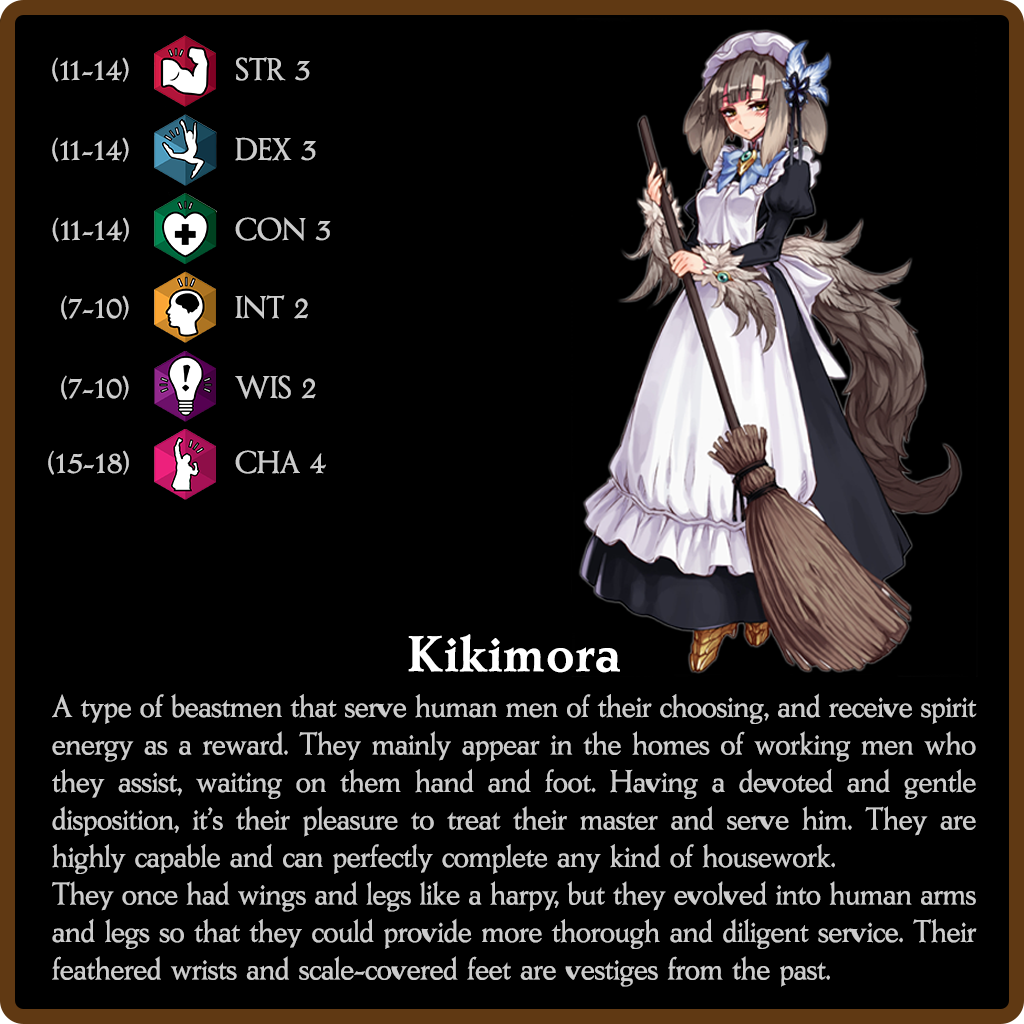 (11-14) STR 3
(11-14) DEX 3
(11-14) CON 3
(7-10) INT 2
(7-10) WIS 2
(15-18) CHA 4
Kikimora
A type of beastmen that serve human men of their choosing, and receive spirit
energy as a reward. They mainly appear in the homes of working men who
they assist, waiting on them hand and foot. Having a devoted and gentle
disposition, it's their pleasure to treat their master and serve him. They are
highly capable and can perfectly complete any kind of housework.
They once had wings and legs like a harpy, but they evolved into human arms
and legs so that they could provide more thorough and diligent service. Their
feathered wrists and scale-covered feet are vestiges from the past.